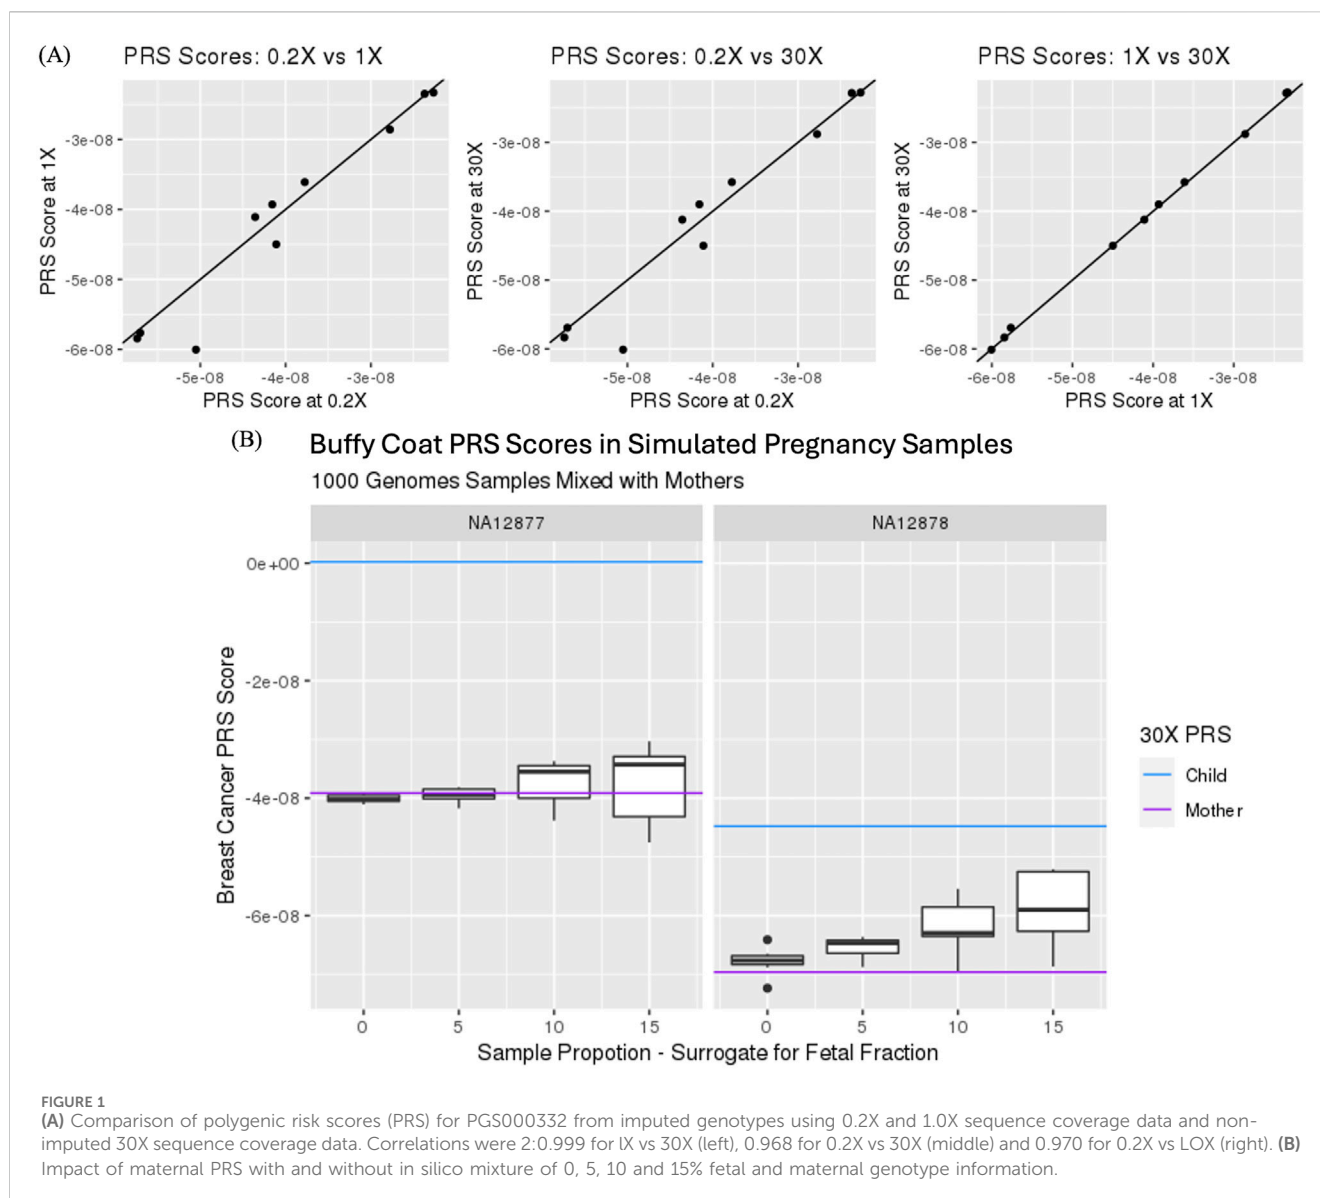 (A)
PRS Scores: 0.2X vs 1X
PRS Score at 1X
-3e-08
-4e-08
-5e-08
-6e-08
-5e-08 -4e-08 -3e-08
PRS Score at 0.2X
PRS Scores: 0.2X vs 30X
PRS Score at 30X
-3e-08
-4e-08
-5e-08
-6e-08
-5e-08 -4e-08 -3e-08
PRS Score at 0.2X
PRS Scores: 1X vs 30X
PRS Score at 30X
-3e-08
-4e-08
-5e-08
-6e-08
-6e-08 -5e-08 -4e-08 -3e-08
PRS Score at 1X
(B)
Buffy Coat PRS Scores in Simulated Pregnancy Samples
1000 Genomes Samples Mixed with Mothers
NA12877
NA12878
Breast Cancer PRS Score
0e+00
-2e-08
-4e-08
-6e-08
0 5 10 15
0 5 10 15
Sample Propotion - Surrogate for Fetal Fraction
30X PRS
Child
Mother
FIGURE 1
(A) Comparison of polygenic risk scores (PRS) for PGS000332 from imputed genotypes using 0.2X and 1.0X sequence coverage data and non-
imputed 30X sequence coverage data. Correlations were 2:0.999 for lX vs 30X (left), 0.968 for 0.2X vs 30X (middle) and 0.970 for 0.2X vs LOX (right). (B)
Impact of maternal PRS with and without in silico mixture of 0, 5, 10 and 15% fetal and maternal genotype information.